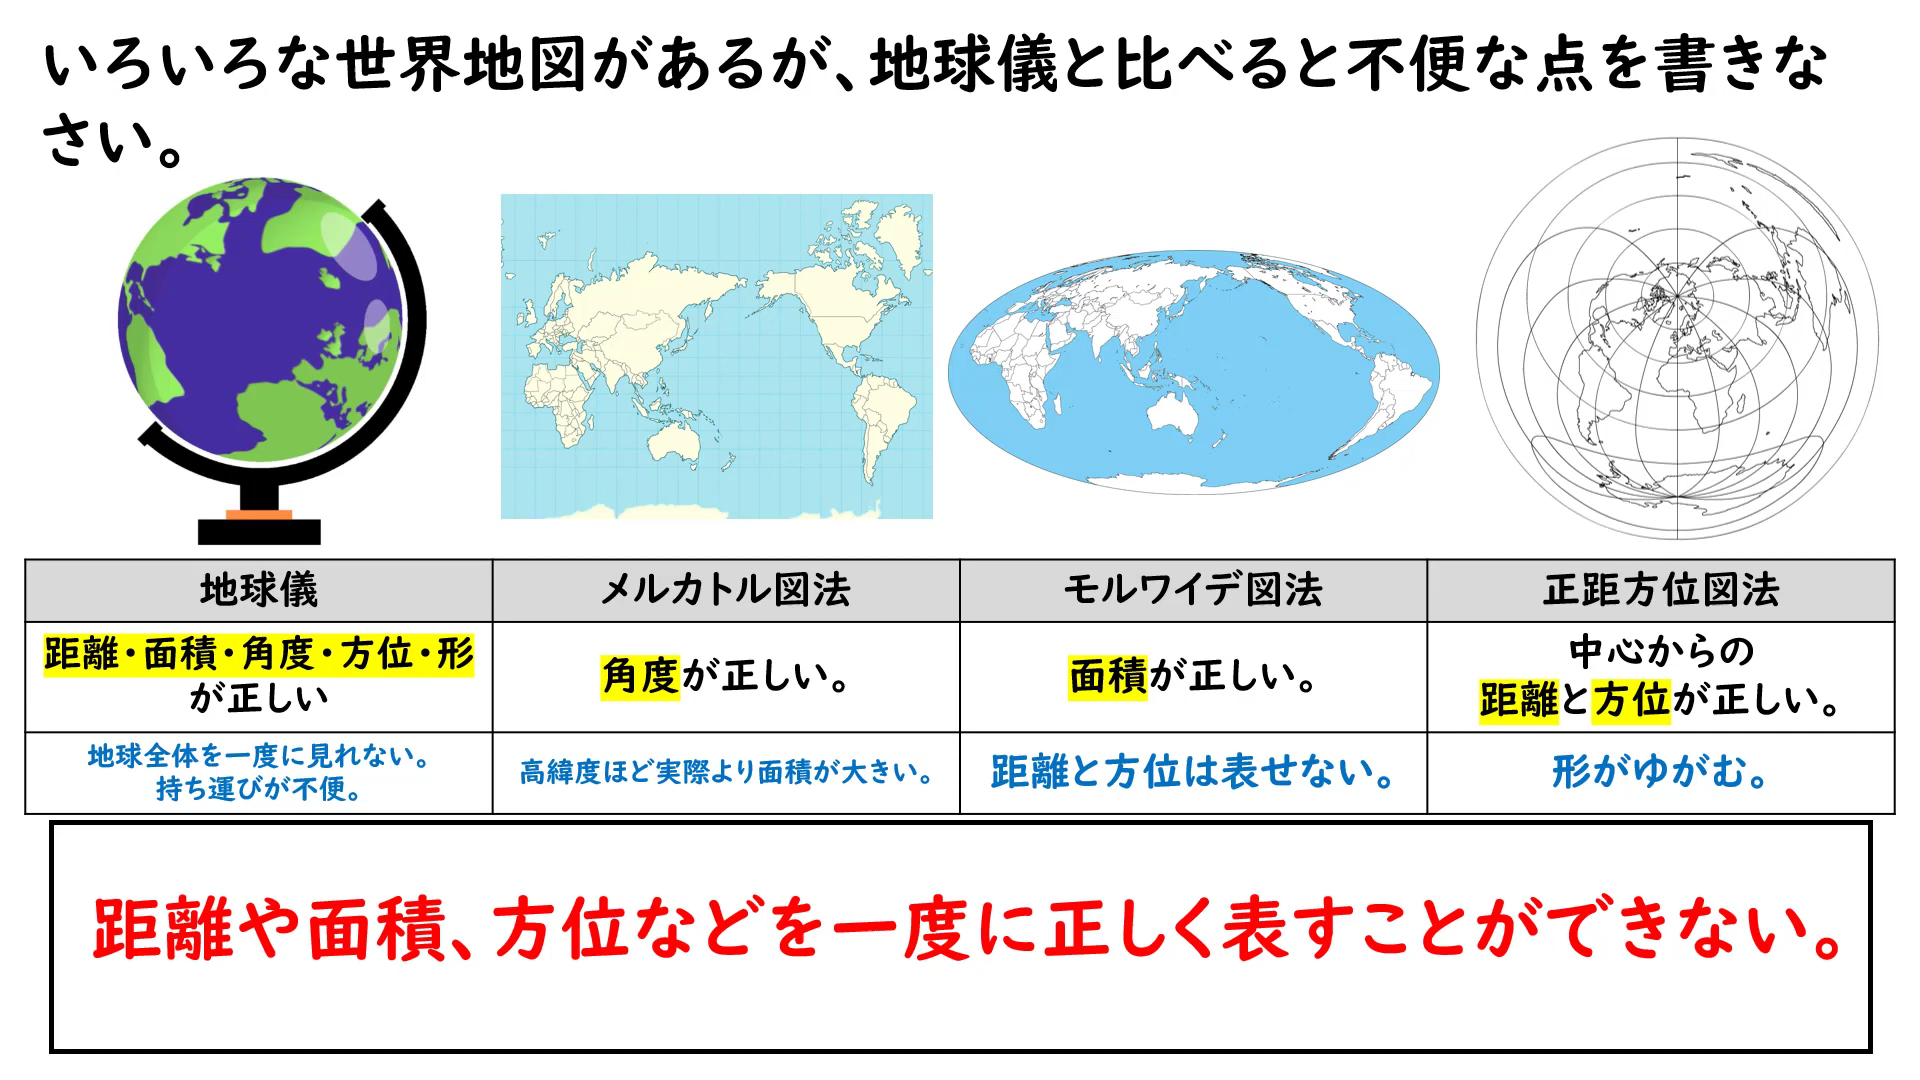 いろいろな世界地図があるが、地球儀と比べると不便な点を書きな
さい。
地球儀
メルカトル図法
モルワイデ図法
正距方位図法
距離・面積・角度・方位・形
が正しい
角度が正しい。
面積が正しい。
中心からの
距離と方位が正しい。
地球全体を一度に見れない。
持ち運びが不便。
高緯度ほど実際より面積が大きい。
距離と方位は表せない。
形がゆがむ。
距離や面積、方位などを一度に正しく表すことができない。